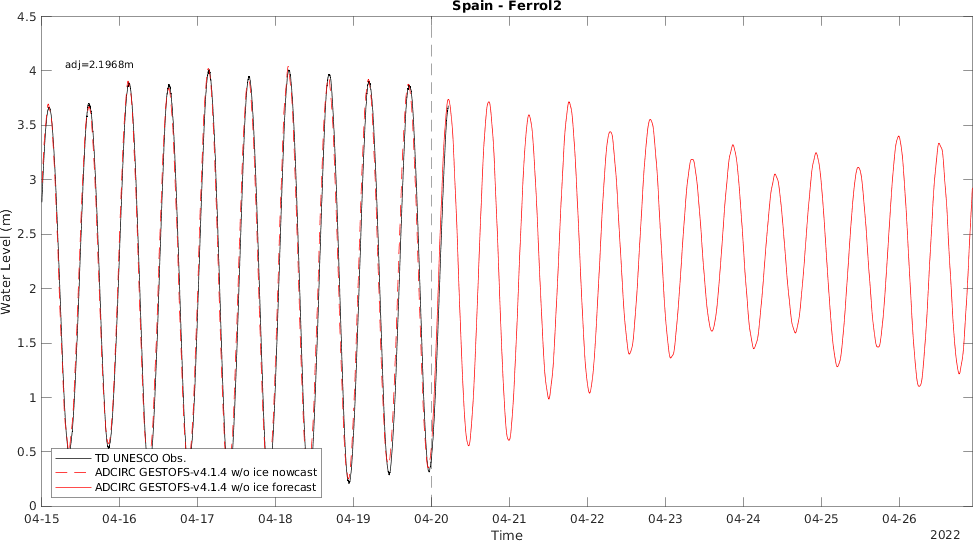 Spain - Ferrol2
adj=2.1968m
4.5
4
3.5
3
2.5
2
1.5
1
0.5
0
Water Level (m)
TD UNESCO Obs.
ADCIRC GESTOFS-v4.1.4 w/o ice nowcast
ADCIRC GESTOFS-v4.1.4 w/o ice forecast
04-15 04-16 04-17 04-18 04-19 04-20 04-21 04-22 04-23 04-24 04-25 04-26
Time
2022